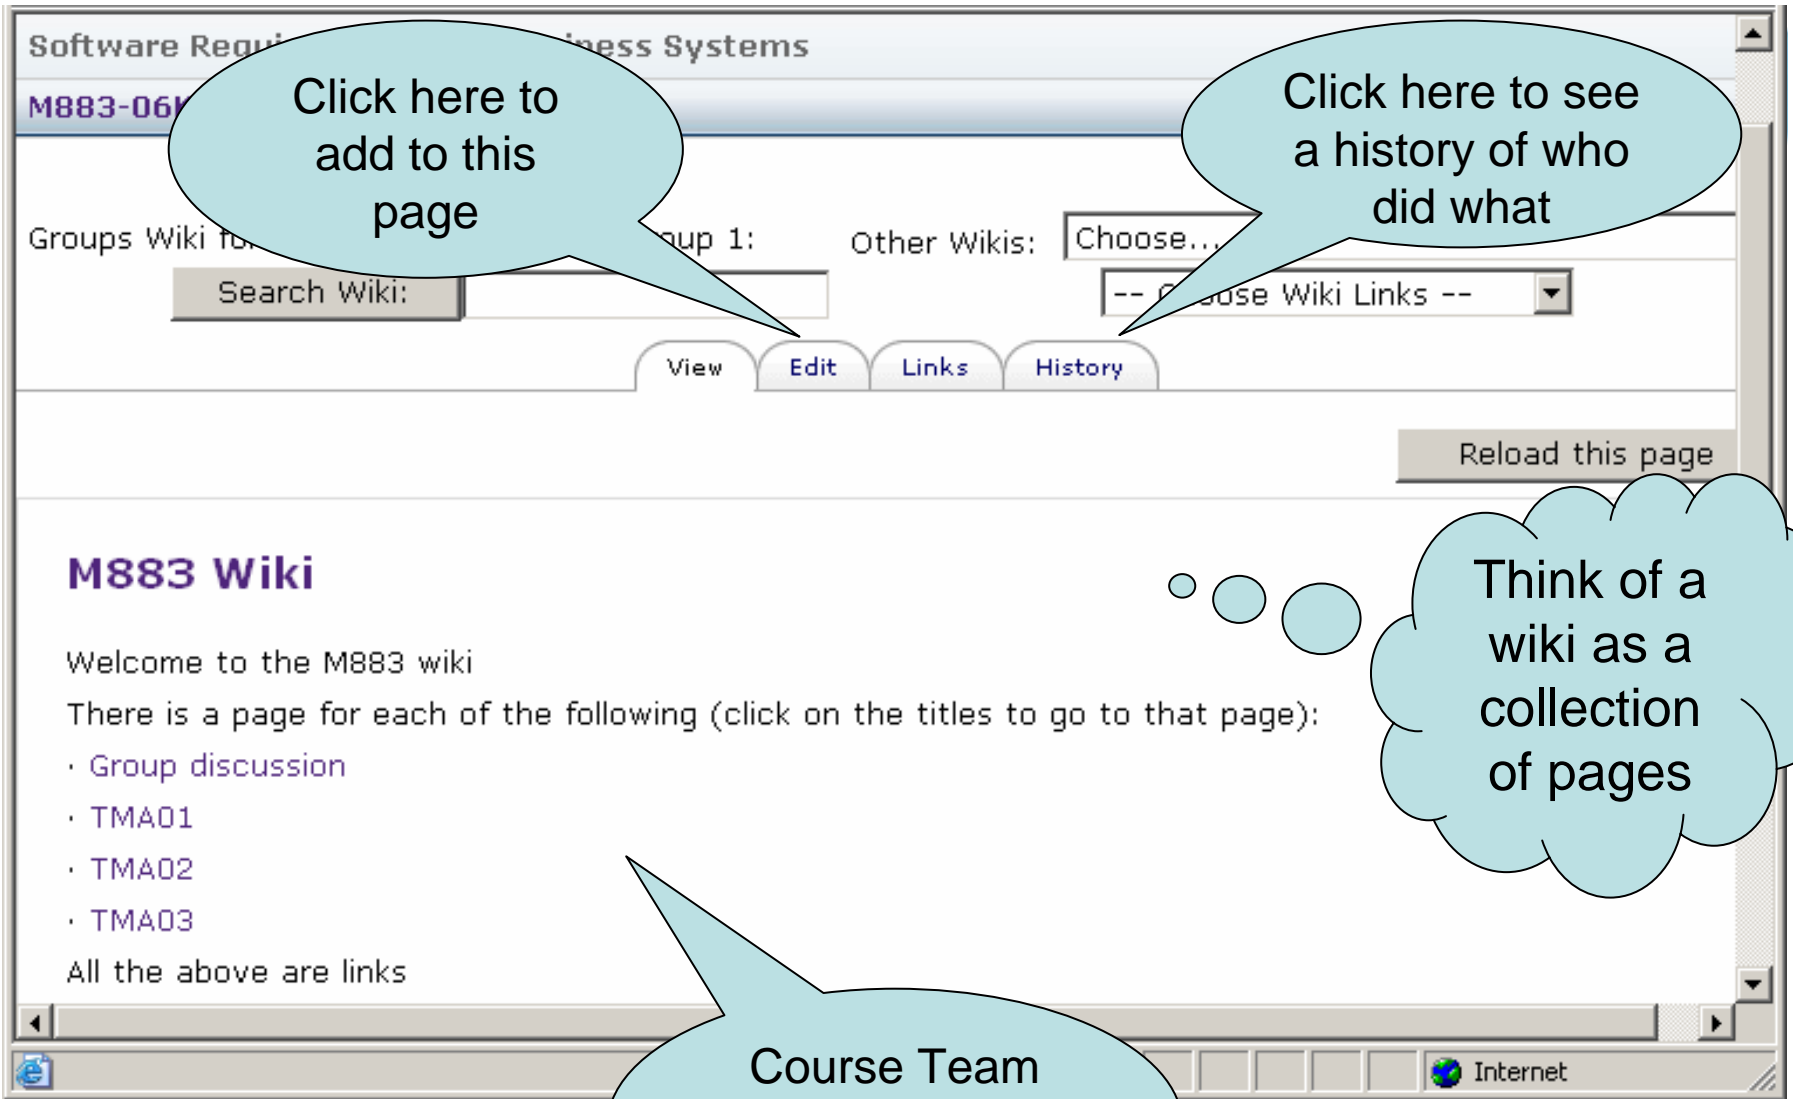 Software Requi ness Systems
M883-06
Click here to
add to this
page
Click here to see
a history of who
did what
Groups Wiki for oup 1:
Other Wikis:
Choose...
Search Wiki:
-- Choose Wiki Links --
View
Edit
Links
History
Reload this page
M883 Wiki
Think of a
wiki as a
collection
of pages
Welcome to the M883 wiki
There is a page for each of the following (click on the titles to go to that page):
· Group discussion
· TMA01
· TMA02
· TMA03
All the above are links
Course Team
Internet